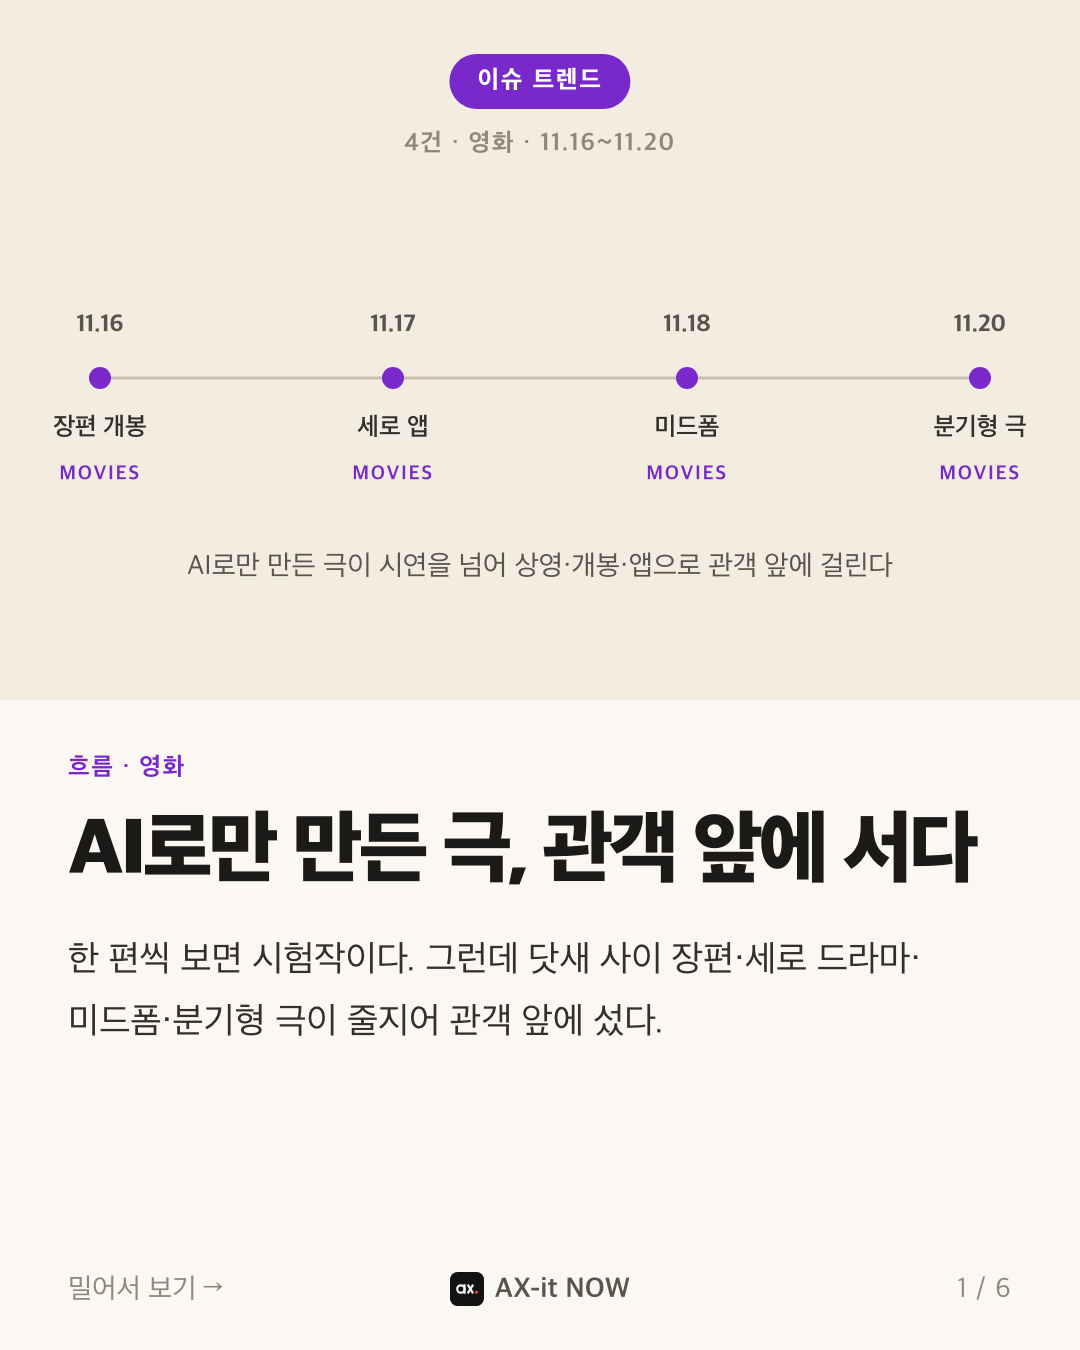 이슈 트렌드
4건 · 영화 · 11.16~11.20
11.16 11.17 11.18 11.20
장편 개봉 세로 앱 미드폼 분기형 극
MOVIES MOVIES MOVIES MOVIES
AI로만 만든 극이 시연을 넘어 상영·개봉·앱으로 관객 앞에 걸린다
흐름 · 영화
AI로만 만든 극, 관객 앞에 서다
한 편씩 보면 시험작이다. 그런데 닷새 사이 장편·세로 드라마·
미드폼·분기형 극이 줄지어 관객 앞에 섰다.
밀어서 보기 → ax. AX-it NOW 1 / 6